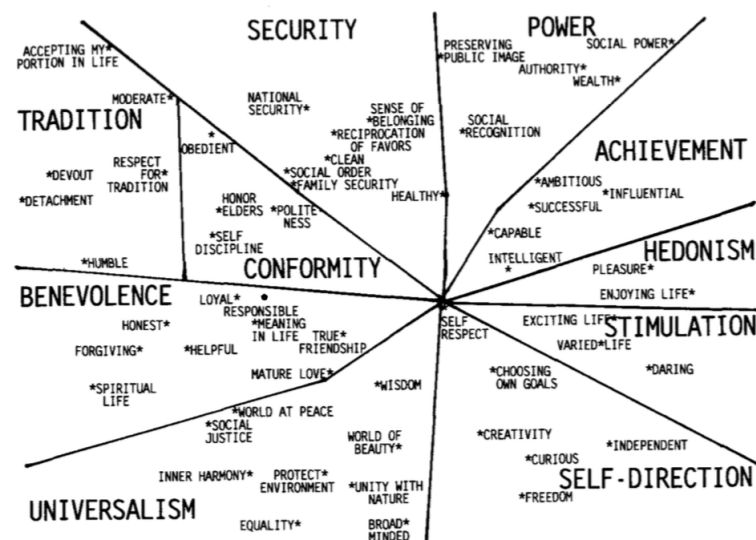 SECURITY
POWER
ACCEPTING MY*
PORTION IN LIFE
PRESERVING
*PUBLIC IMAGE
SOCIAL POWER*
AUTHORITY*
WEALTH*
MODERATE*
NATIONAL
SECURITY*
SENSE OF
*BELONGING
*RECIPROCATION
OF FAVORS
SOCIAL
*RECOGNITION
TRADITION
*
OBEDIENT
*CLEAN
*SOCIAL ORDER
*FAMILY SECURITY
HEALTHY*
ACHIEVEMENT
*DEVOUT
*DETACHMENT
RESPECT
FOR*
TRADITION
HONOR
*ELDERS
*POLITE-
NESS
*SELF
DISCIPLINE
*AMBITIOUS
*INFLUENTIAL
*SUCCESSFUL
*CAPABLE
INTELLIGENT
*
HEDONISM
*HUMBLE
CONFORMITY
PLEASURE*
ENJOYING LIFE*
BENEVOLENCE
LOYAL*
RESPONSIBLE
HONEST*
*MEANING
IN LIFE
TRUE*
FRIENDSHIP
*
SELF
RESPECT
EXCITING LIFE*
STIMULATION
VARIED*LIFE
FORGIVING*
*HELPFUL
MATURE LOVE*
*DARING
*SPIRITUAL
LIFE
*WISDOM
*CHOOSING
OWN GOALS
*WORLD AT PEACE
*SOCIAL
JUSTICE
WORLD OF
BEAUTY*
*CREATIVITY
*INDEPENDENT
*CURIOUS
SELF-DIRECTION
INNER HARMONY*
PROTECT*
ENVIRONMENT
*UNITY WITH
NATURE
*FREEDOM
UNIVERSALISM
EQUALITY*
BROAD*
MINDED